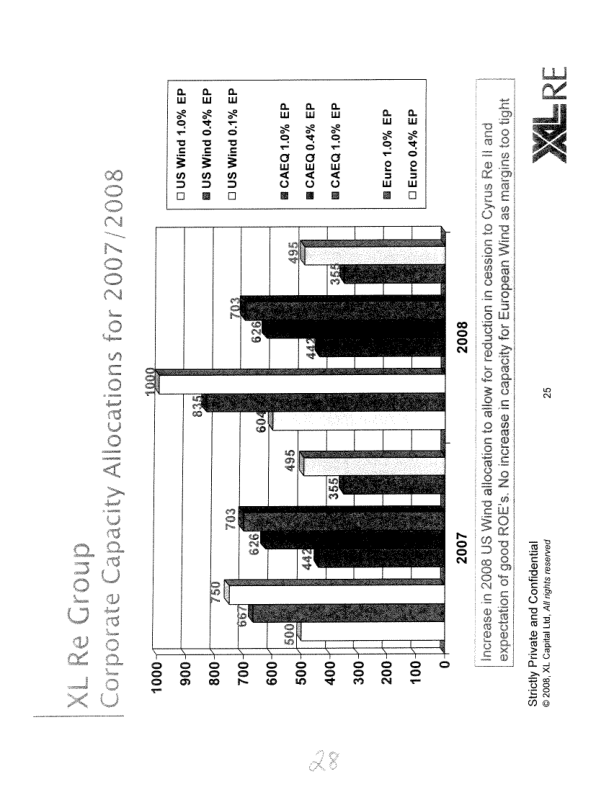 XL Re Group
Corporate Capacity Allocations for 2007/2008
1000
900
800
700
600
500
400
300
200
100
0
500
667
750
442
626
703
355
495
604
835
1000
442
626
703
355
495
2007
2008
US Wind 1.0% EP
US Wind 0.4% EP
US Wind 0.1% EP
CAEQ 1.0% EP
CAEQ 0.4% EP
CAEQ 1.0% EP
Euro 1.0% EP
Euro 0.4% EP
Increase in 2008 US Wind allocation to allow for reduction in cession to Cyrus Re II and
expectation of good ROE's. No increase in capacity for European Wind as margins too tight
Strictly Private and Confidential
© 2008, XL Capital Ltd. All rights reserved
25
XLRE
28